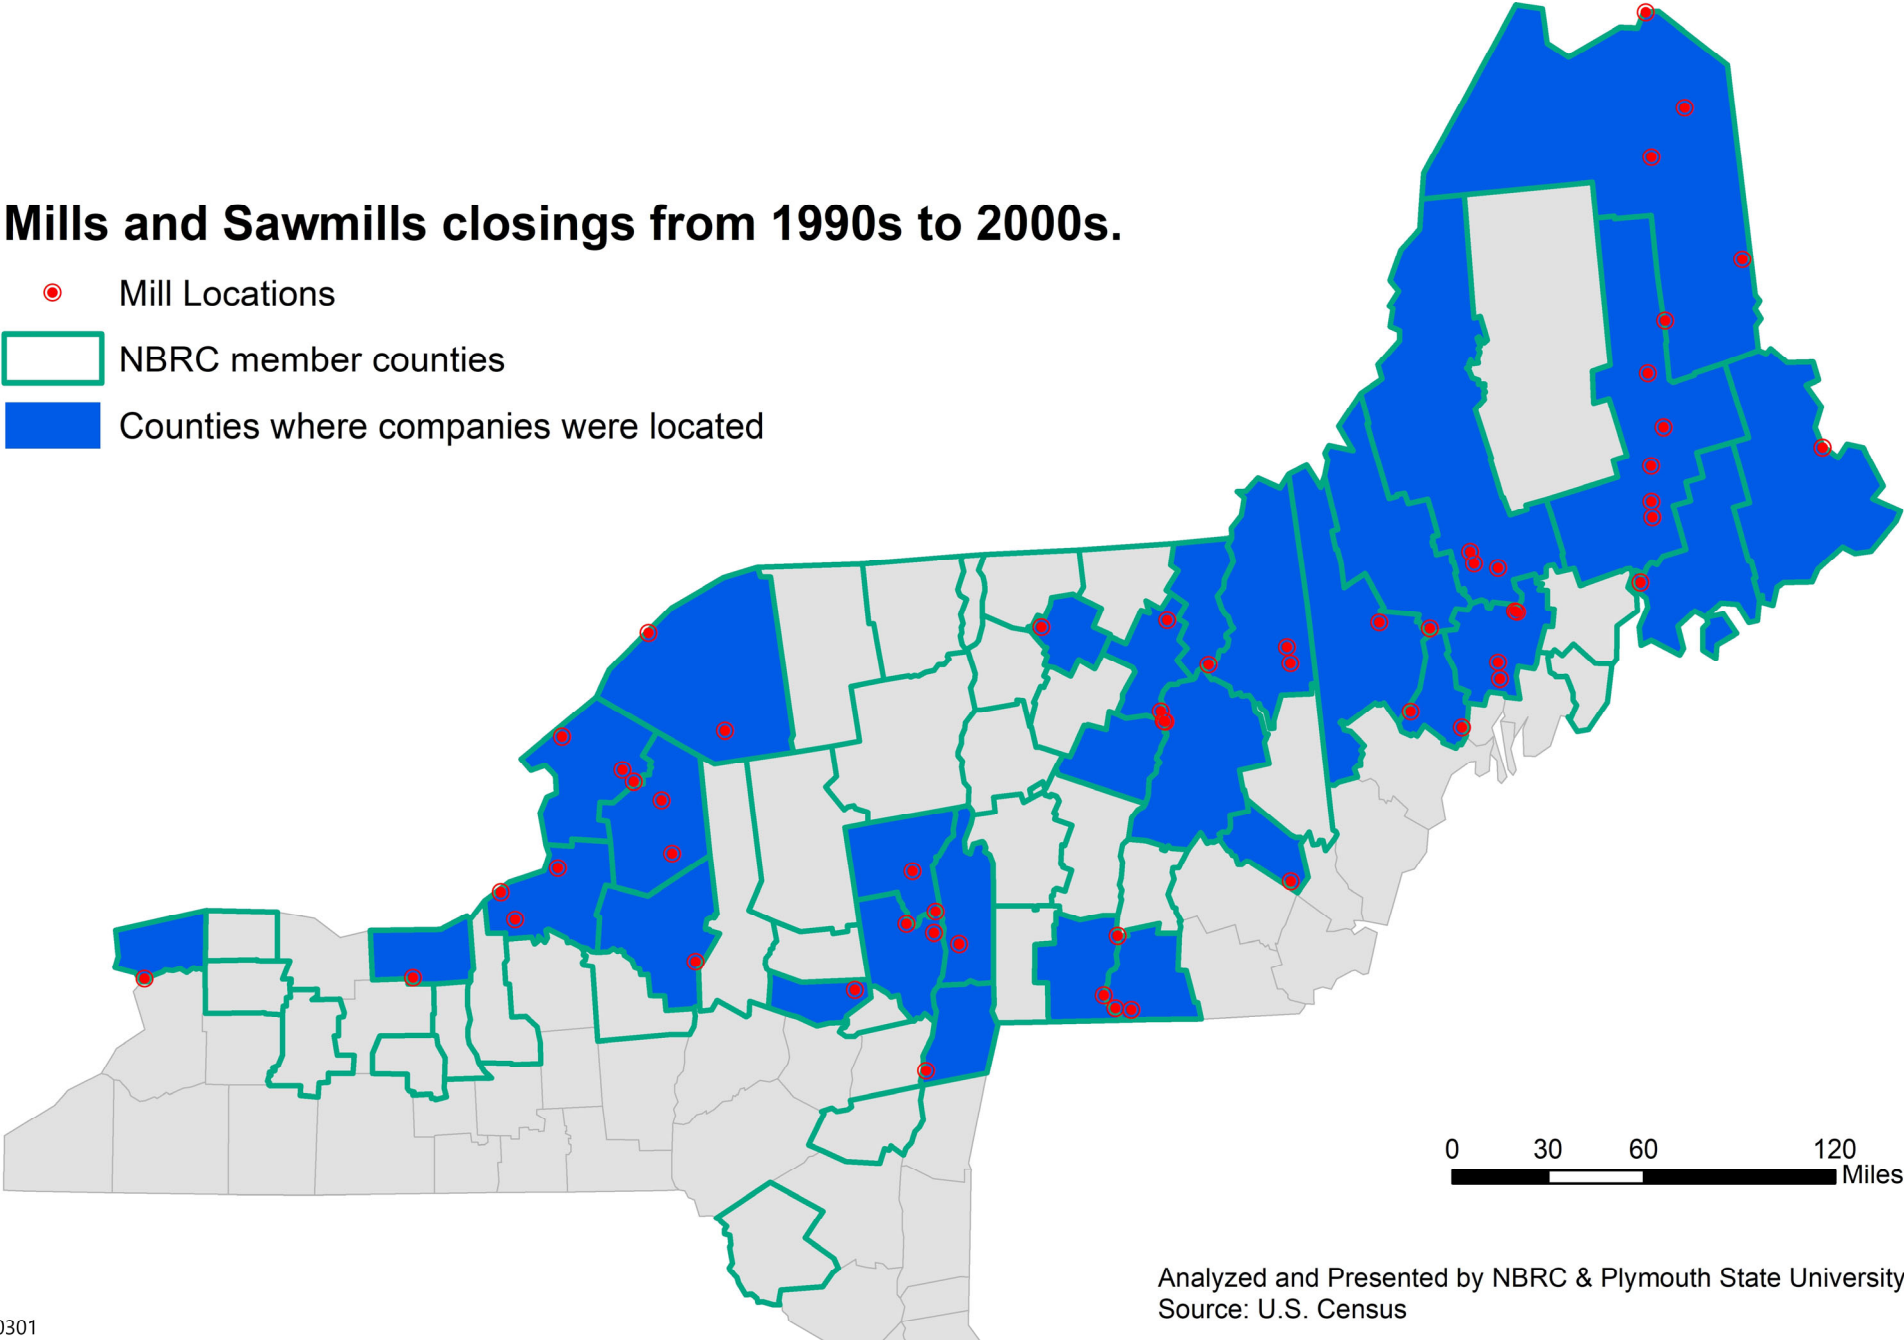 Mills and Sawmills closings from 1990s to 2000s.
Mill Locations
NBRC member counties
Counties where companies were located
0 30 60 120
Miles
Analyzed and Presented by NBRC & Plymouth State University
Source: U.S. Census
0301